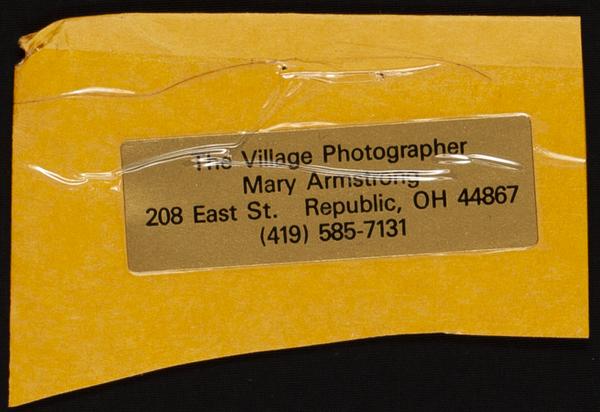 The Village Photographer
Mary Armstrong
208 East St. Republic, OH 44867
(419) 585-7131